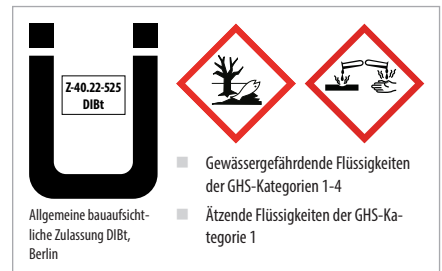 Z-40.22-525
DIBt
Allgemeine bauaufsicht-
liche Zulassung DIBt,
Berlin
Gewässergefährdende Flüssigkeiten
der GHS-Kategorien 1-4
Ätzende Flüssigkeiten der GHS-Ka-
tegorie 1